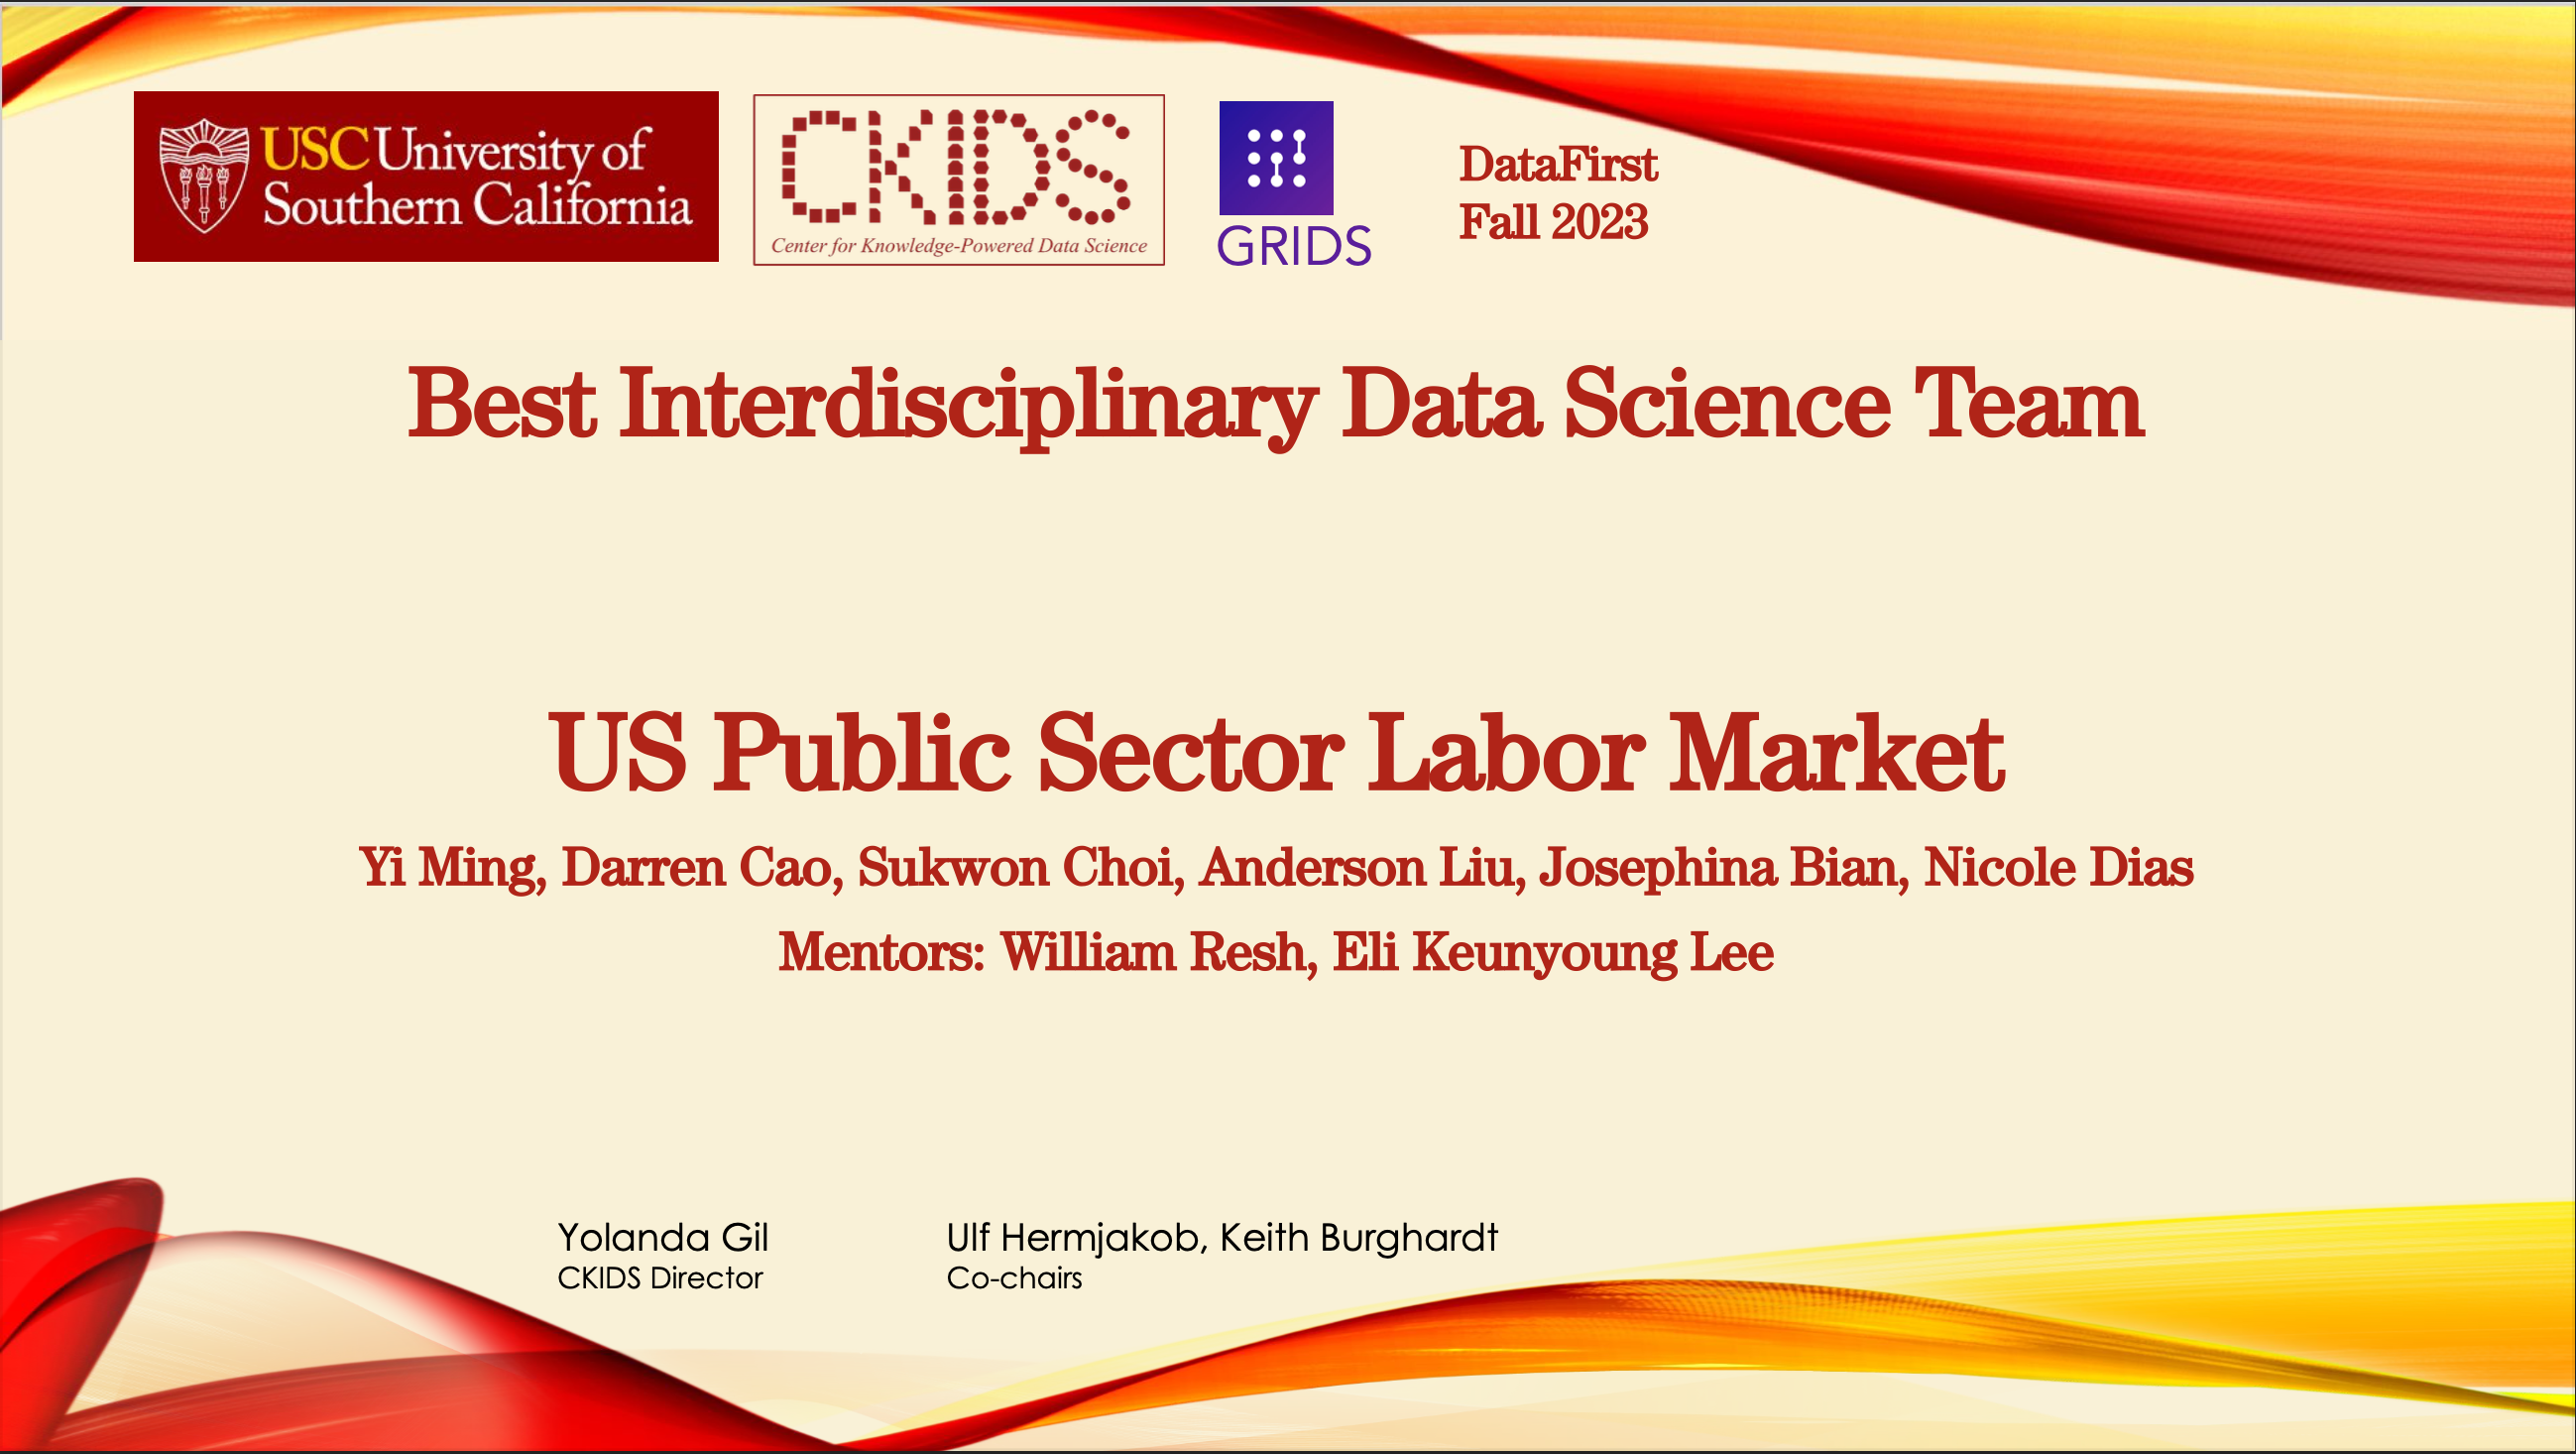 USC University of
Southern California
CKIDS
Center for Knowledge-Powered Data Science
GRIDS
DataFirst
Fall 2023
Best Interdisciplinary Data Science Team
US Public Sector Labor Market
Yi Ming, Darren Cao, Sukwon Choi, Anderson Liu, Josephina Bian, Nicole Dias
Mentors: William Resh, Eli Keunyoung Lee
Yolanda Gil
CKIDS Director
Ulf Hermjakob, Keith Burghardt
Co-chairs